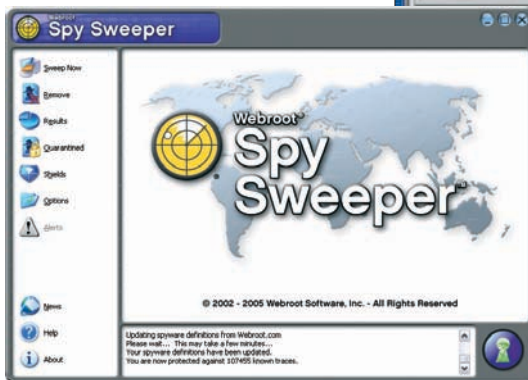 Webroot
Spy Sweeper
Sweep Now
Remove
Results
Quarantined
Shields
Options
Alerts
News
Help
About
Webroot™
Spy
Sweeper™
© 2002 - 2005 Webroot Software, Inc. - All Rights Reserved
Updating spyware definitions from Webroot.com
Please wait... This may take a few minutes...
Your spyware definitions have been updated.
You are now protected against 107455 known traces.